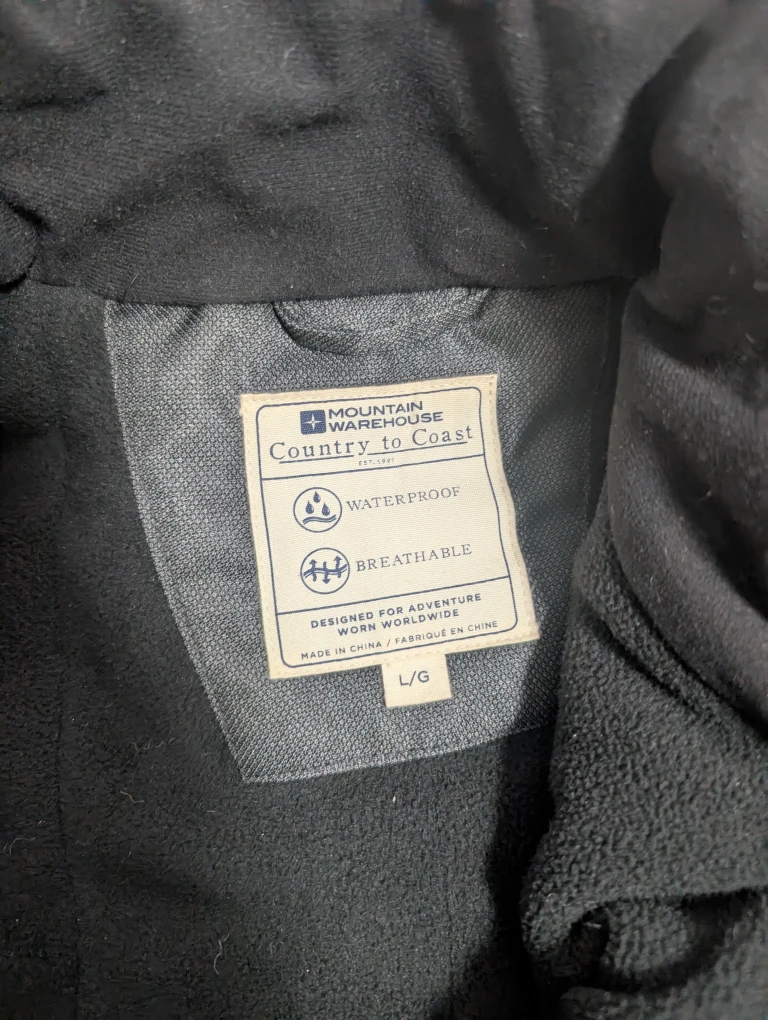 MOUNTAIN
WAREHOUSE
Country to Coast
EST. 1997
WATERPROOF
BREATHABLE
DESIGNED FOR ADVENTURE
WORN WORLDWIDE
MADE IN CHINA / FABRIQUÉ EN CHINE
L/G